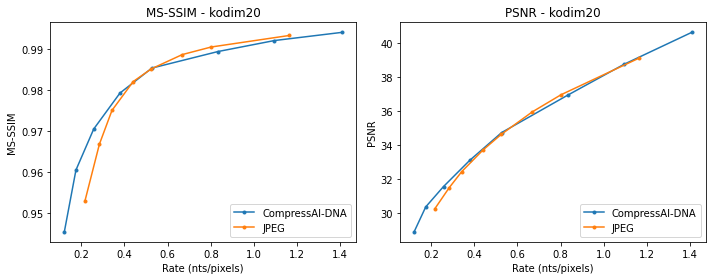 MS-SSIM - kodim20
MS-SSIM
0.99
0.98
0.97
0.96
0.95
0.2 0.4 0.6 0.8 1.0 1.2 1.4
Rate (nts/pixels)
CompressAI-DNA
JPEG
PSNR - kodim20
PSNR
40
38
36
34
32
30
0.2 0.4 0.6 0.8 1.0 1.2 1.4
Rate (nts/pixels)
CompressAI-DNA
JPEG